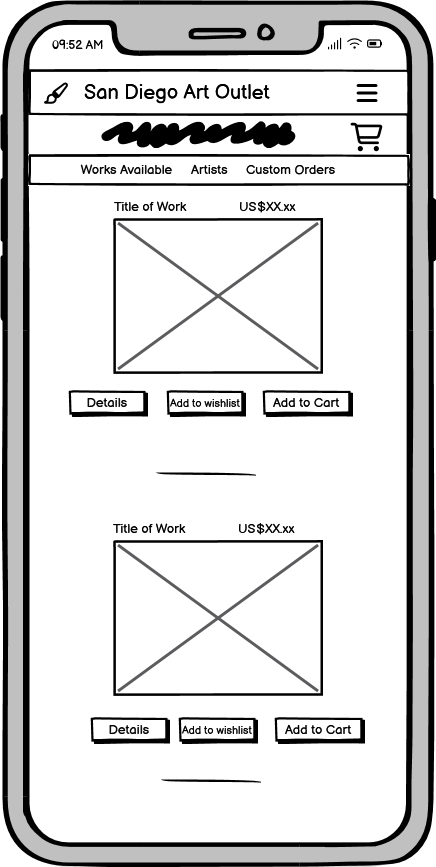 09:52 AM
San Diego Art Outlet
Works Available Artists Custom Orders
Title of Work US$XX.xx
Details Add to wishlist Add to Cart
Title of Work US$XX.xx
Details Add to wishlist Add to Cart